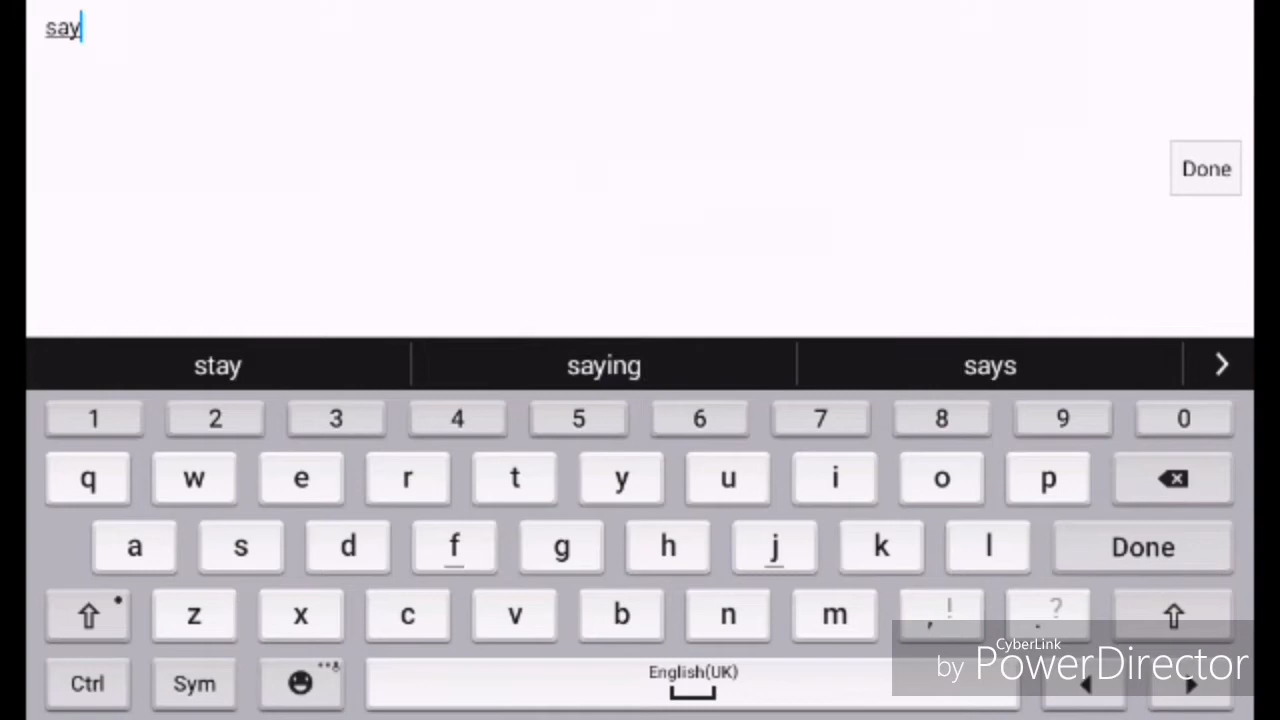 say
Done
stay saying says
1 2 3 4 5 6 7 8 9 0
q w e r t y u i o p
a s d f g h j k l Done
z x c v b n m , ! . ?
CyberLink
by PowerDirector
Ctrl Sym English(UK)